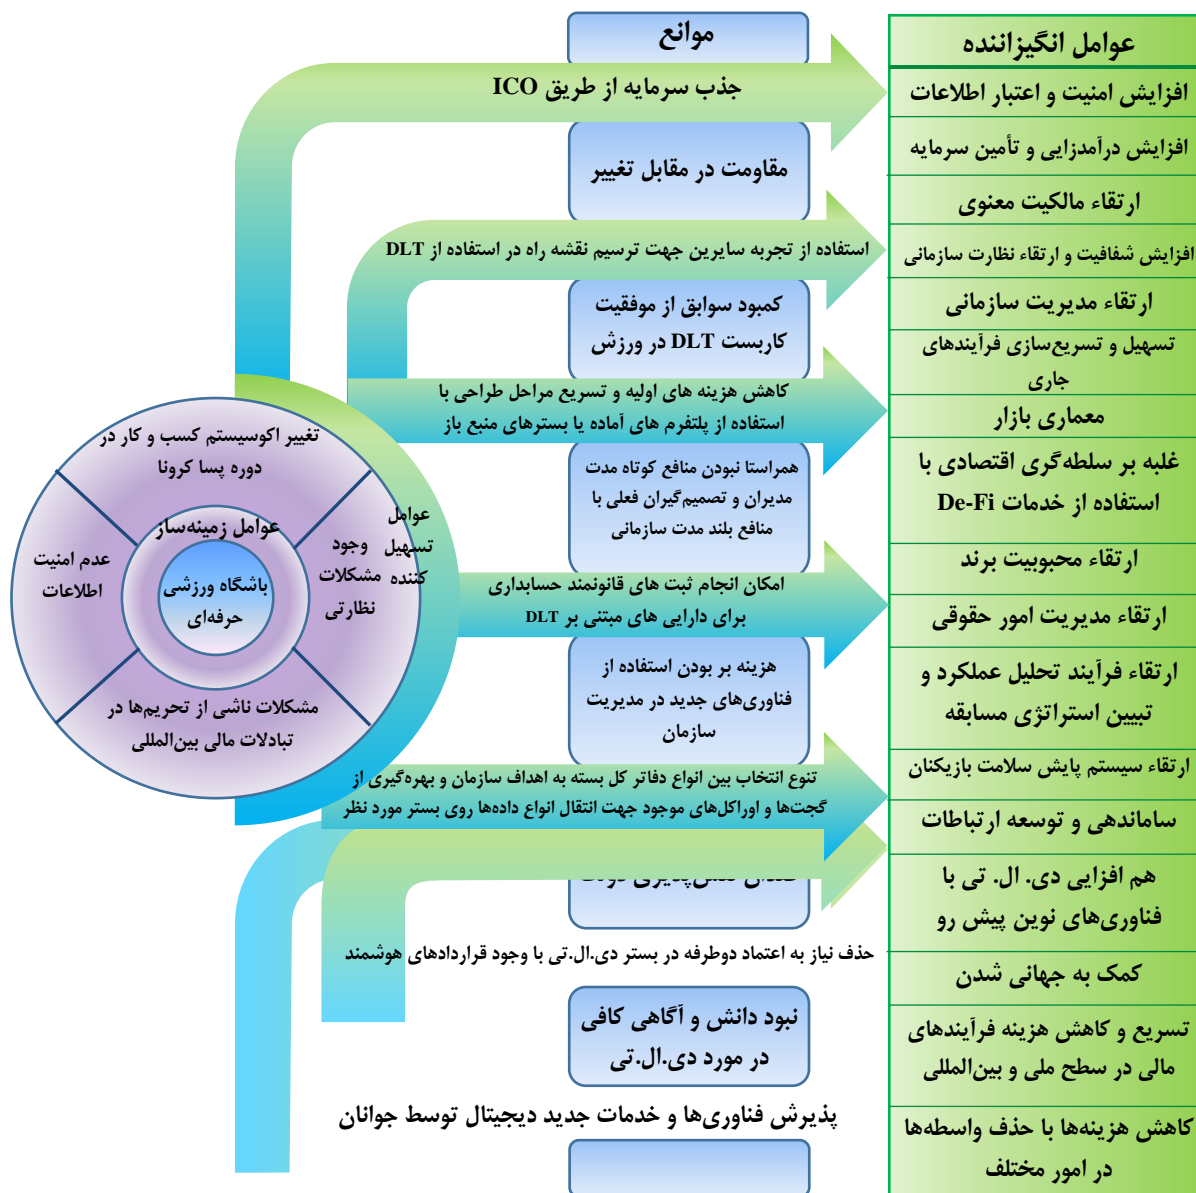 عوامل انگیزاننده
افزایش امنیت و اعتبار اطلاعات
افزایش درآمدزایی و تأمین سرمایه
ارتقاء مالکیت معنوی
افزایش شفافیت و ارتقاء نظارت سازمانی
ارتقاء مدیریت سازمانی
تسهیل و تسریع‌سازی فرآیندهای
جاری
معماری بازار
غلبه بر سلطه‌گری اقتصادی با
استفاده از خدمات De-Fi
ارتقاء محبوبیت برند
ارتقاء مدیریت امور حقوقی
ارتقاء فرآیند تحلیل عملکرد و
تبیین استراتژی مسابقه
ارتقاء سیستم پایش سلامت بازیکنان
ساماندهی و توسعه ارتباطات
هم افزایی دی. ال. تی با
فناوری‌های نوین پیش رو
کمک به جهانی شدن
تسریع و کاهش هزینه فرآیندهای
مالی در سطح ملی و بین‌المللی
کاهش هزینه‌ها با حذف واسطه‌ها
در امور مختلف
موانع
جذب سرمایه از طریق ICO
مقاومت در مقابل تغییر
استفاده از تجربه سایرین جهت ترسیم نقشه راه در استفاده از DLT
کمبود سوابق از موفقیت
کاربست DLT در ورزش
کاهش هزینه های اولیه و تسریع مراحل طراحی با
استفاده از پلتفرم های آماده یا بسترهای منبع باز
همراستا نبودن منافع کوتاه مدت
مدیران و تصمیم‌گیران فعلی با
منافع بلند مدت سازمانی
امکان انجام ثبت های قانونمند حسابداری
برای دارایی های مبتنی بر DLT
هزینه بر بودن استفاده از
فناوری‌های جدید در مدیریت
سازمان
تنوع انتخاب بین انواع دفاتر کل بسته به اهداف سازمان و بهره‌گیری از
گجت‌ها و اوراکل‌های موجود جهت انتقال انواع داده‌ها روی بستر مورد نظر
حذف نیاز به اعتماد دوطرفه در بستر دی.ال.تی با وجود قراردادهای هوشمند
نبود دانش و آگاهی کافی
در مورد دی.ال.تی
پذیرش فناوری‌ها و خدمات جدید دیجیتال توسط جوانان
تغییر اکوسیستم کسب و کار در
دوره پسا کرونا
عوامل
تسهیل
کننده
وجود
مشکلات
نظارتی
عوامل زمینه‌ساز
باشگاه ورزشی
حرفه‌ای
عدم امنیت
اطلاعات
مشکلات ناشی از تحریم‌ها در
تبادلات مالی بین‌المللی